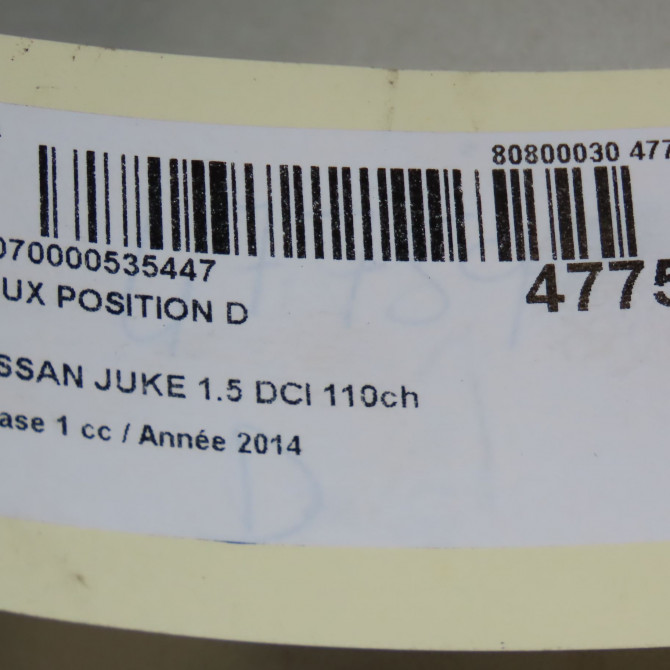 80800030 477
070000535447
4775
UX POSITION D
SSAN JUKE 1.5 DCI 110ch
ase 1 cc / Année 2014